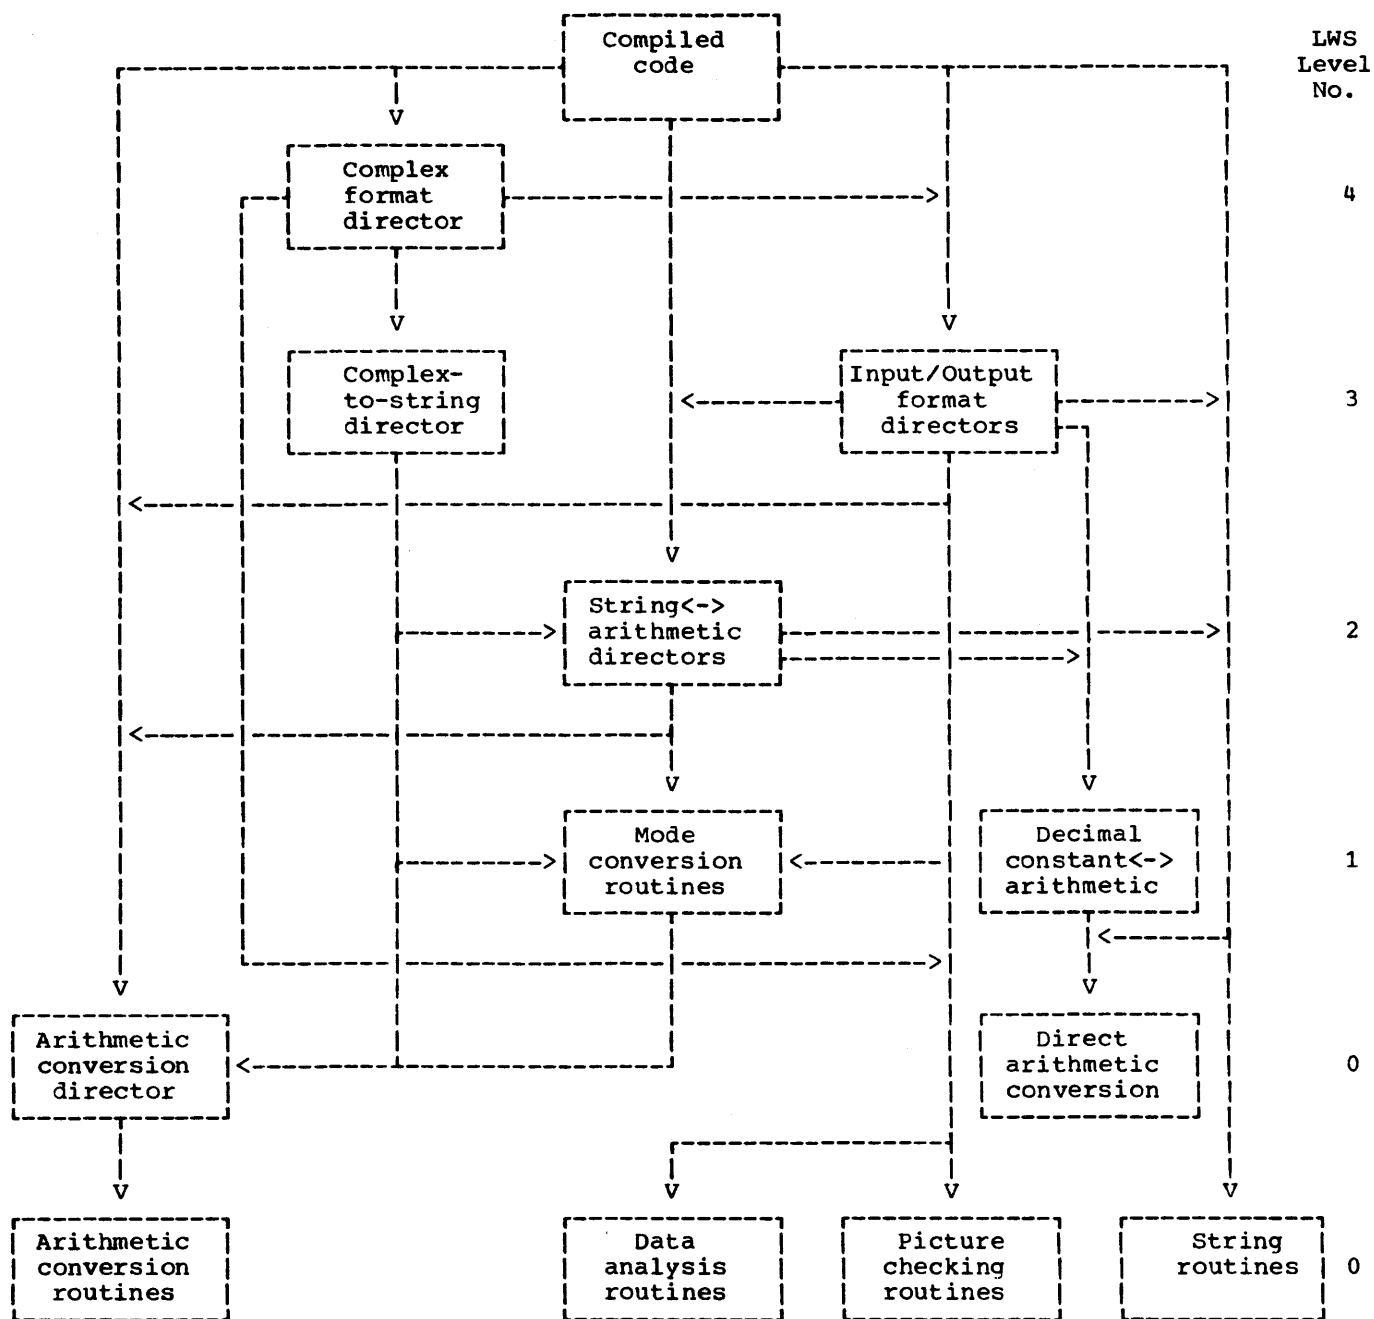 Compiled
code
LWS
Level
No.
Complex
format
director
4
Complex-
to-string
director
Input/Output
format
directors
3
String<->
arithmetic
directors
2
Mode
conversion
routines
Decimal
constant<->
arithmetic
1
Arithmetic
conversion
director
Direct
arithmetic
conversion
0
Arithmetic
conversion
routines
Data
analysis
routines
Picture
checking
routines
String
routines
0